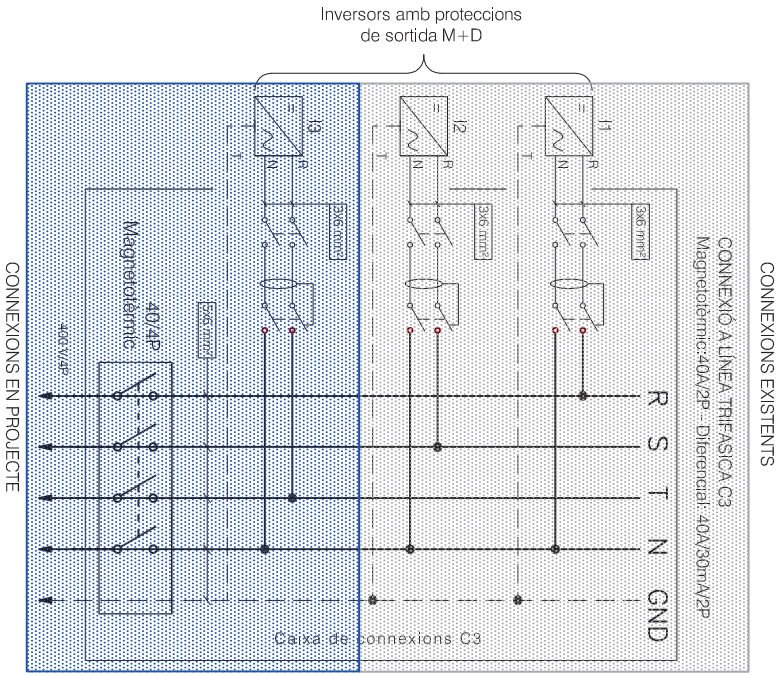 Inversors amb proteccions
de sortida M+D
I3
I2
I1
=
=
=
T
N
R
T
N
R
T
N
R
3x6 mm²
3x6 mm²
3x6 mm²
CONNEXIONS EXISTENTS
CONNEXIÓ A LÍNEA TRIFASICA C3
Magnetotèrmic:40A/2P - Diferencial: 40A/30mA/2P
Magnetotèrmic
40/4P
5x6 mm²
400V/4P
CONNEXIONS EN PROJECTE
R
S
T
N
GND
Caixa de connexions C3